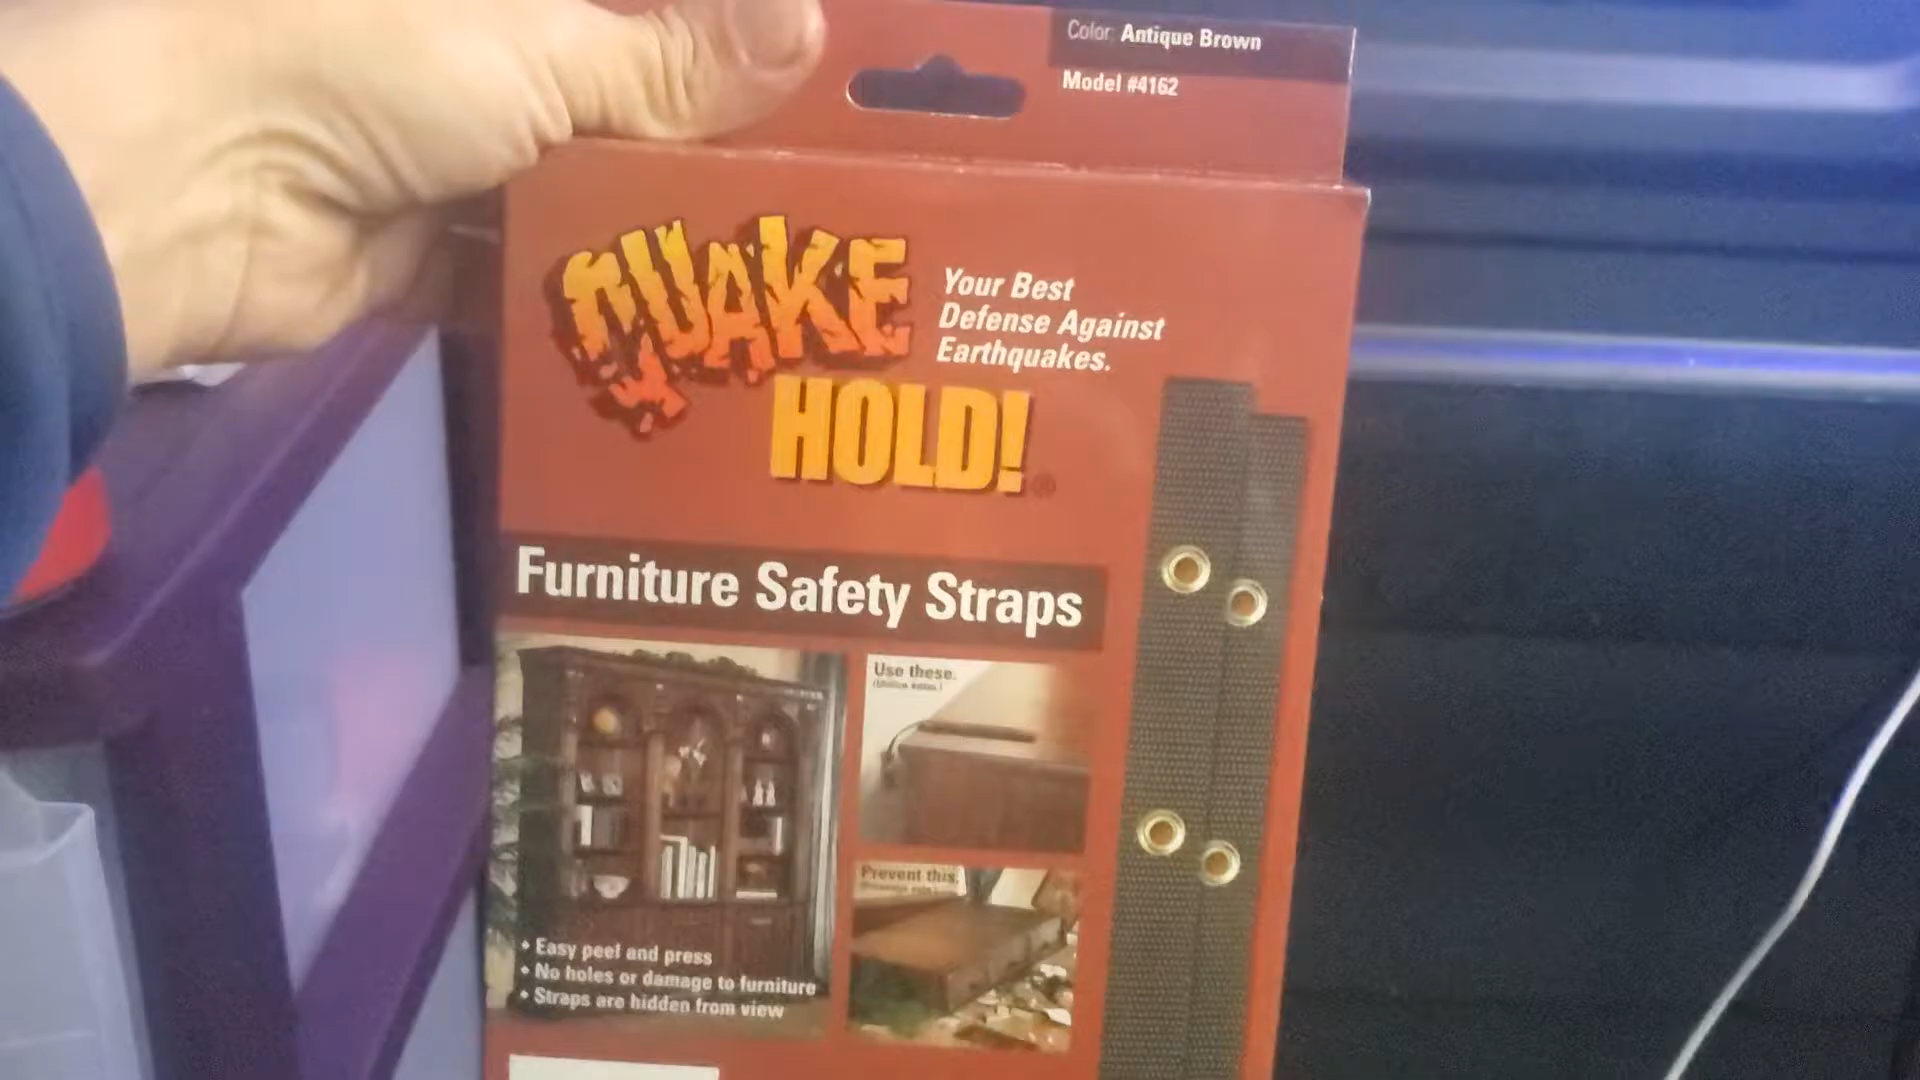 Color: Antique Brown
Model #4162
QUAKE
HOLD!
Your Best
Defense Against
Earthquakes.
Furniture Safety Straps
Use these.
Prevent this.
• Easy peel and press
• No holes or damage to furniture
• Straps are hidden from view